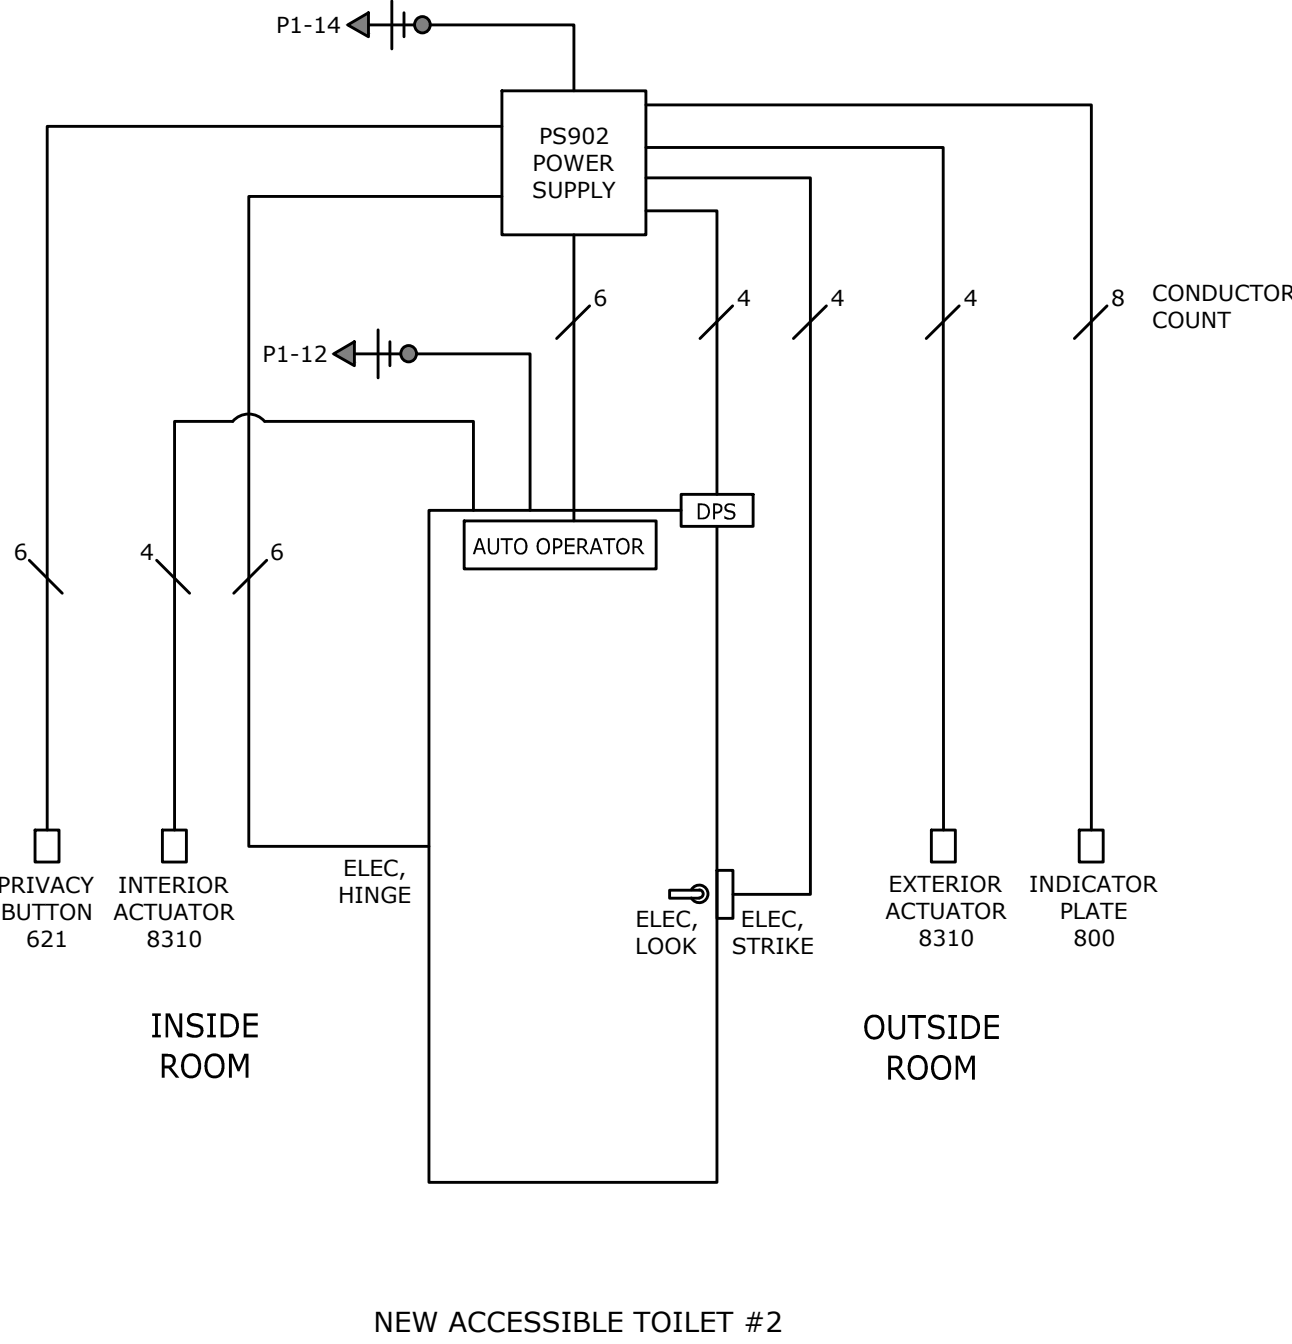 P1-14
PS902
POWER
SUPPLY
6
4
4
4
8
CONDUCTOR
COUNT
P1-12
DPS
AUTO OPERATOR
6
4
6
ELEC,
HINGE
PRIVACY
BUTTON
621
INTERIOR
ACTUATOR
8310
ELEC,
LOOK
ELEC,
STRIKE
EXTERIOR
ACTUATOR
8310
INDICATOR
PLATE
800
INSIDE
ROOM
OUTSIDE
ROOM
NEW ACCESSIBLE TOILET #2